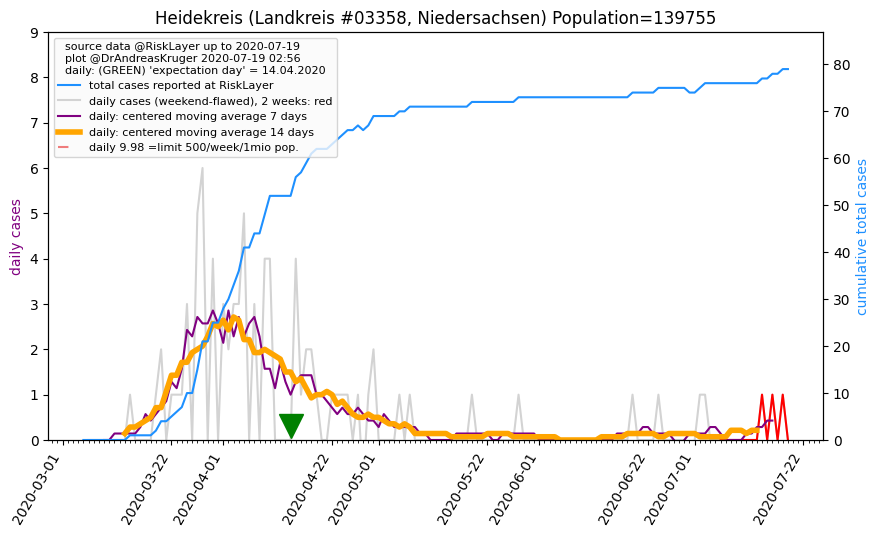 Heidekreis (Landkreis #03358, Niedersachsen) Population=139755
source data @RiskLayer up to 2020-07-19
plot @DrAndreasKruger 2020-07-19 02:56
daily: (GREEN) 'expectation day' = 14.04.2020
total cases reported at RiskLayer
daily cases (weekend-flawed), 2 weeks: red
daily: centered moving average 7 days
daily: centered moving average 14 days
daily 9.98 =limit 500/week/1mio pop.
daily cases
9
8
7
6
5
4
3
2
1
0
cumulative total cases
80
70
60
50
40
30
20
10
0
2020-03-01
2020-03-22
2020-04-01
2020-04-22
2020-05-01
2020-05-22
2020-06-01
2020-06-22
2020-07-01
2020-07-22